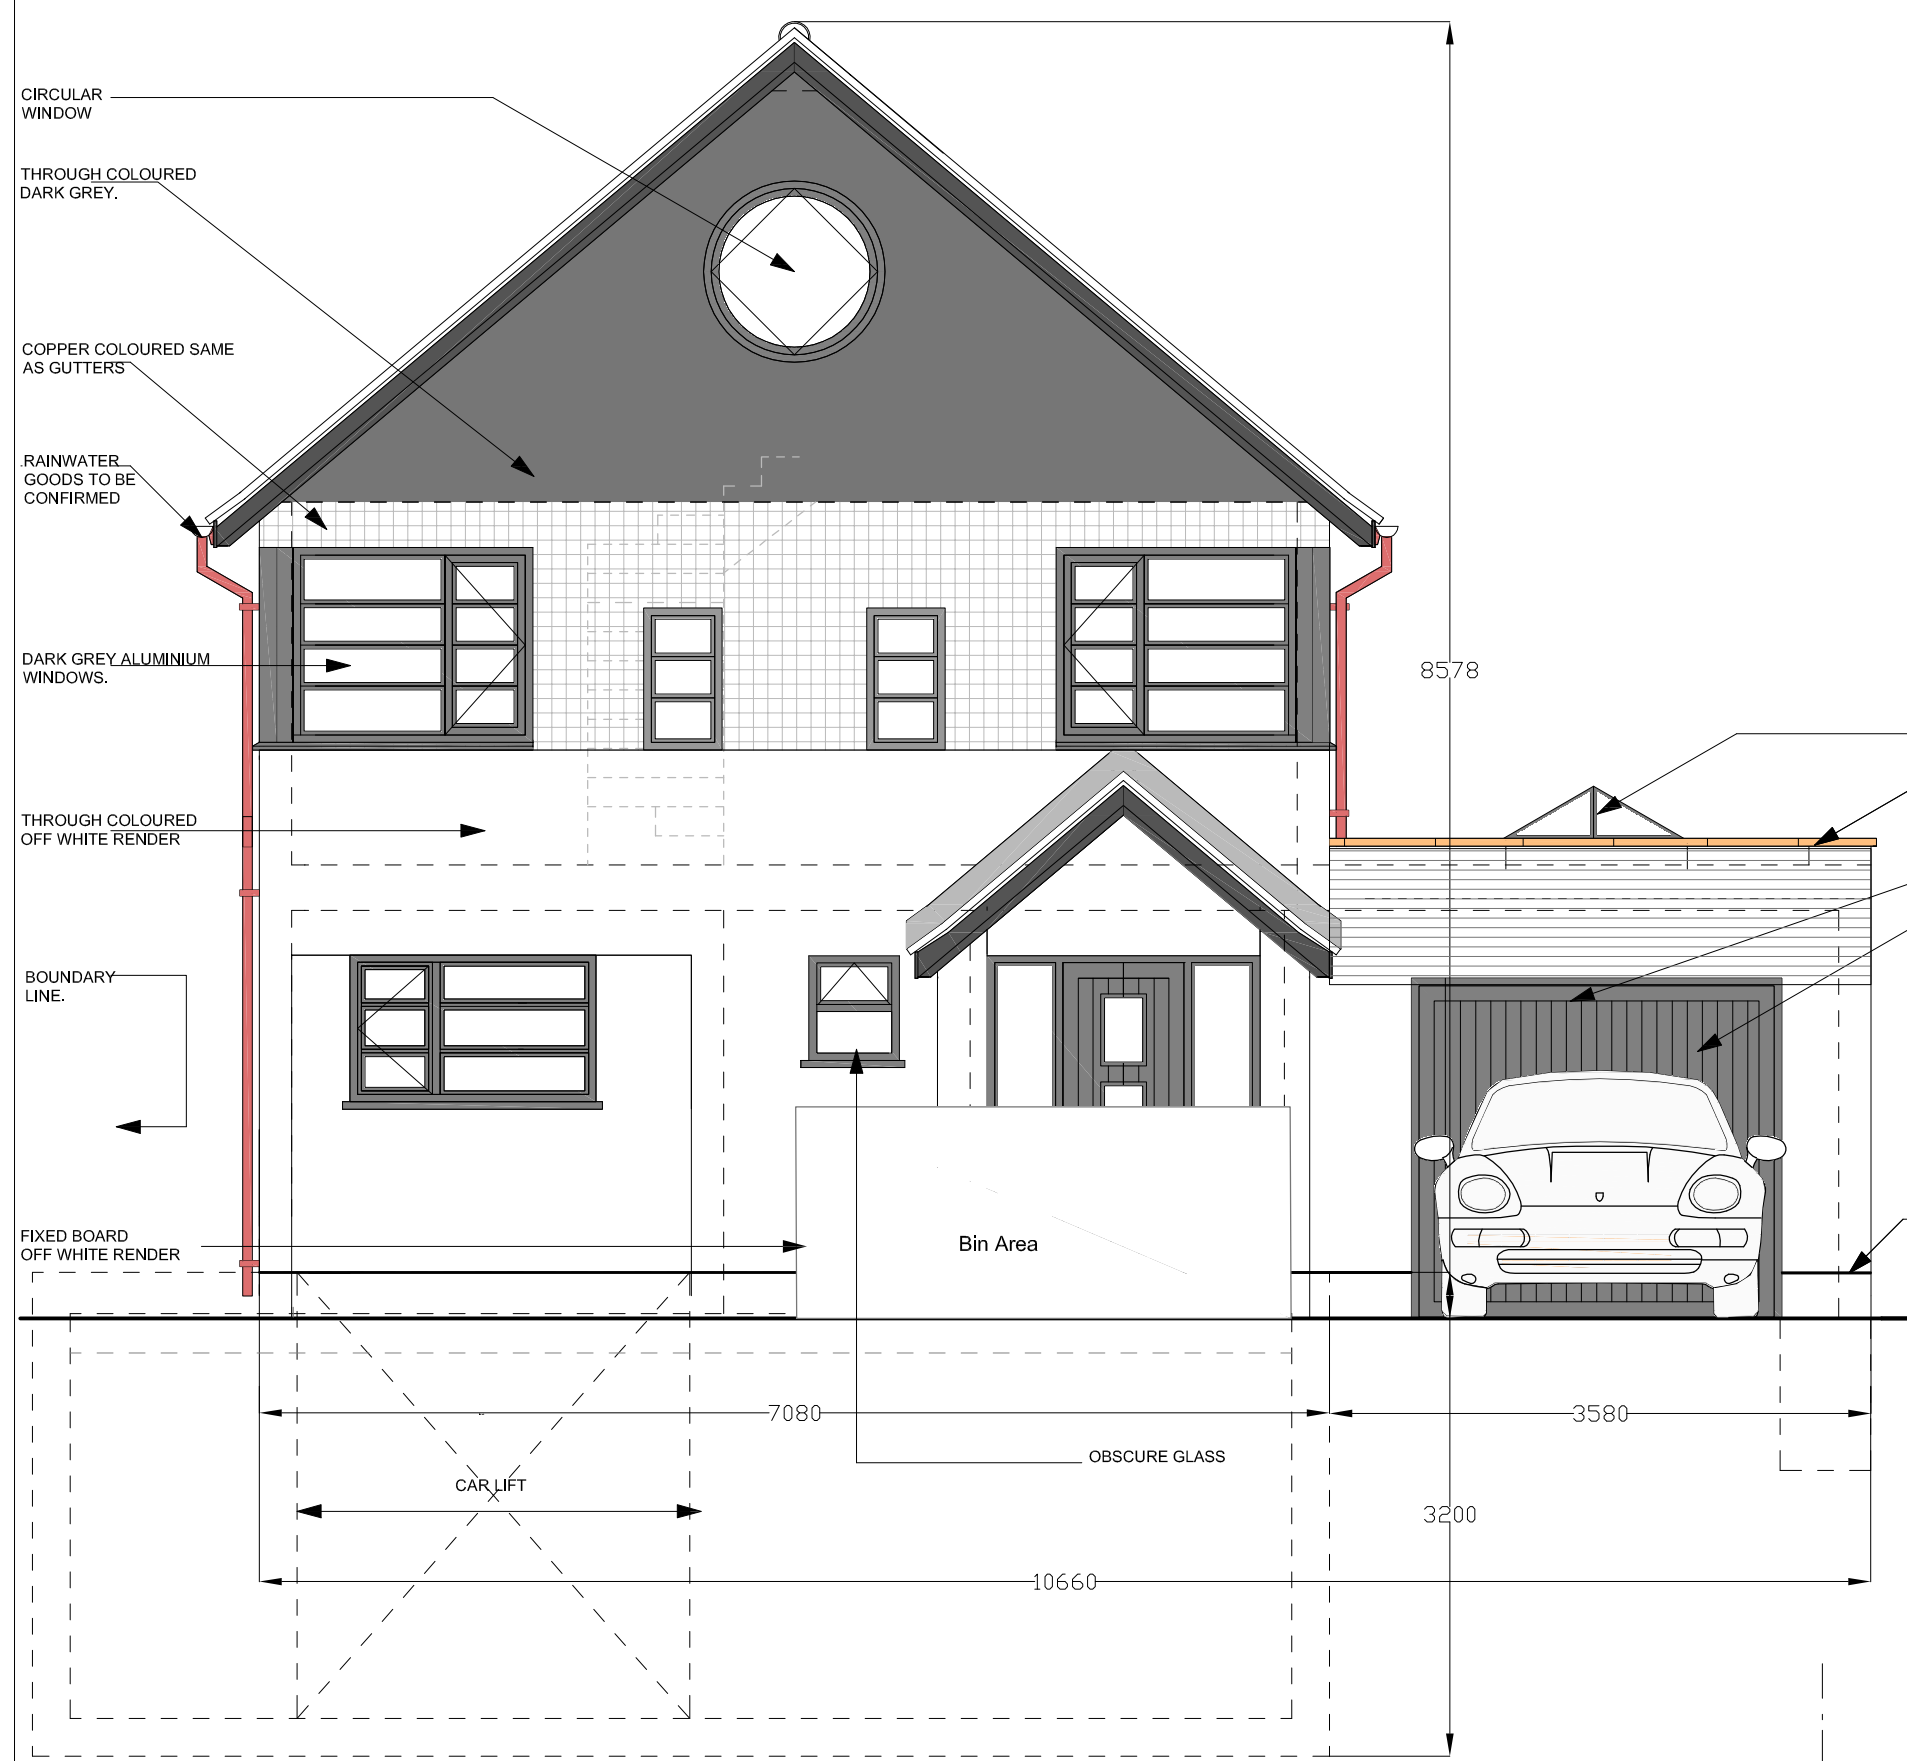 CIRCULAR
WINDOW
THROUGH COLOURED
DARK GREY.
COPPER COLOURED SAME
AS GUTTERS
RAINWATER
GOODS TO BE
CONFIRMED
DARK GREY ALUMINIUM
WINDOWS.
8578
THROUGH COLOURED
OFF WHITE RENDER
BOUNDARY
LINE.
FIXED BOARD
OFF WHITE RENDER
Bin Area
7080
3580
OBSCURE GLASS
CAR LIFT
3200
10660